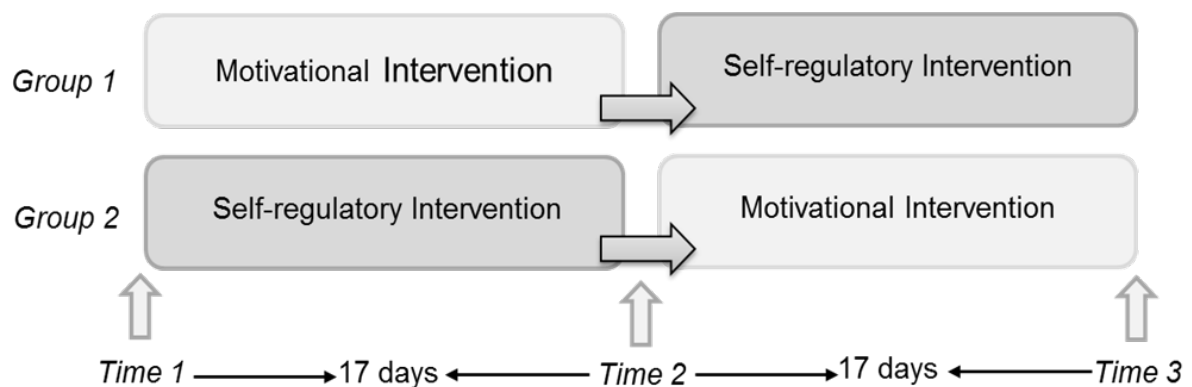 Group 1 Motivational Intervention Self-regulatory Intervention
Group 2 Self-regulatory Intervention Motivational Intervention
Time 1 17 days Time 2 17 days Time 3